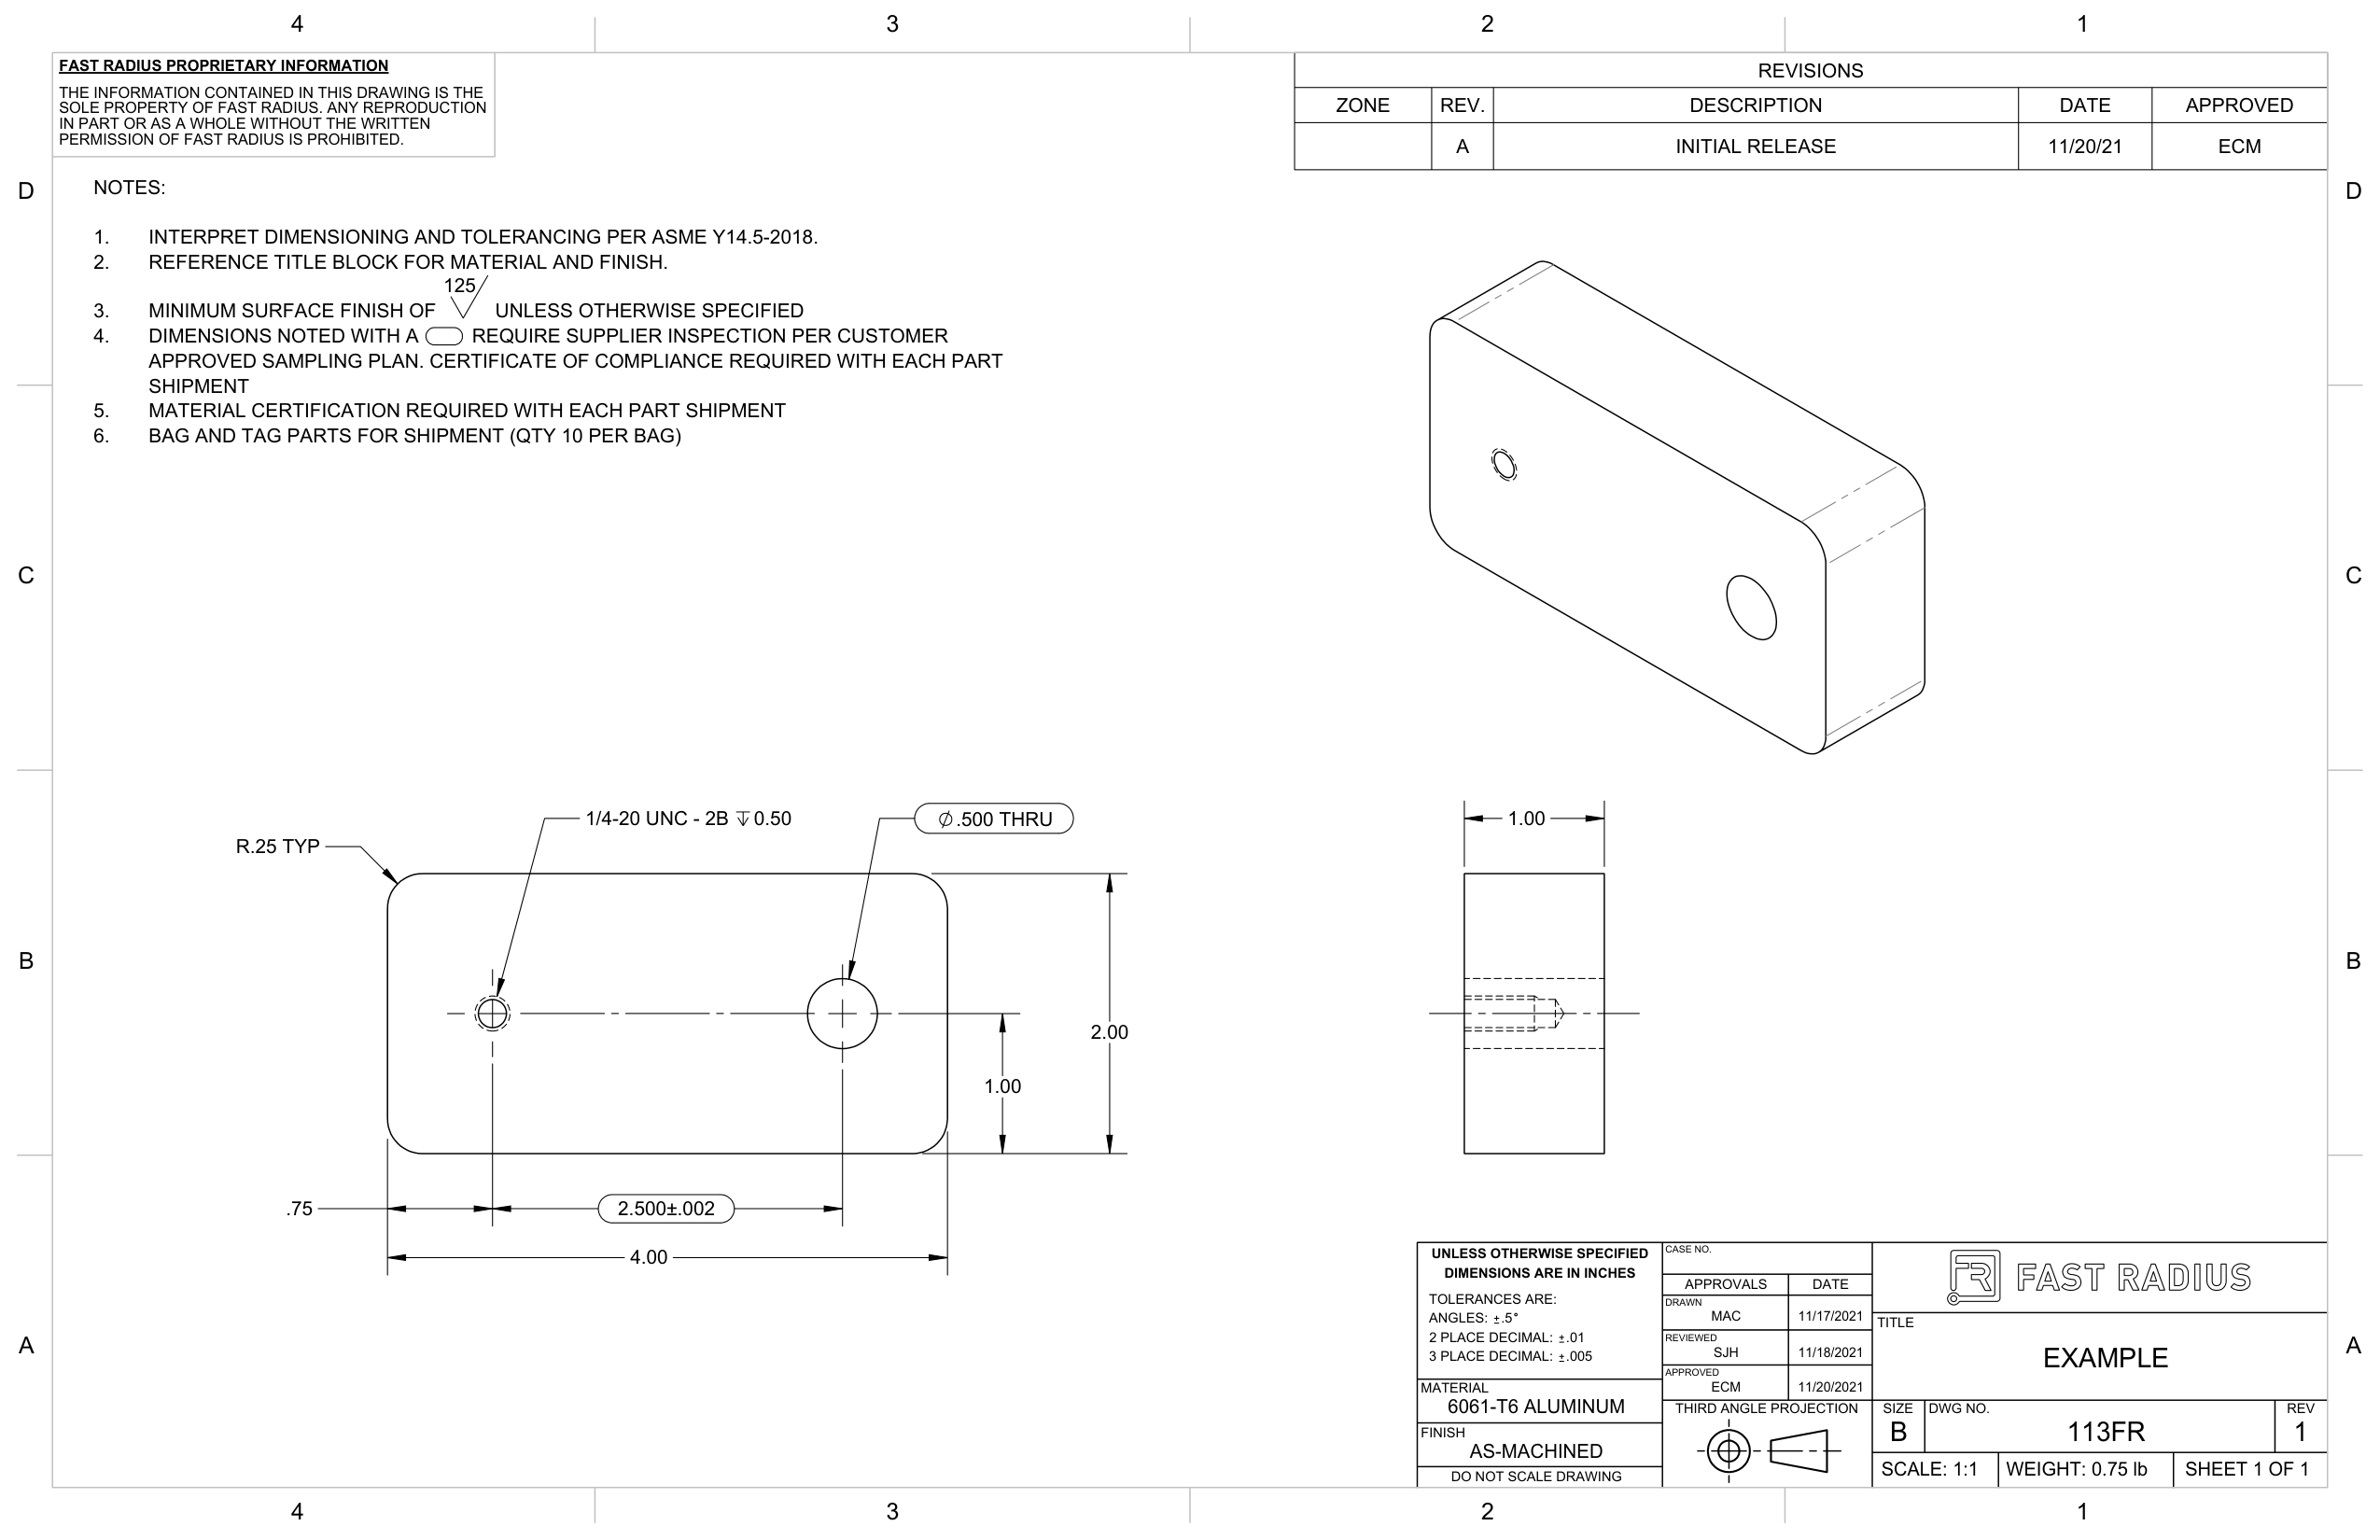 4 3 2 1
FAST RADIUS PROPRIETARY INFORMATION
THE INFORMATION CONTAINED IN THIS DRAWING IS THE
SOLE PROPERTY OF FAST RADIUS. ANY REPRODUCTION
IN PART OR AS A WHOLE WITHOUT THE WRITTEN
PERMISSION OF FAST RADIUS IS PROHIBITED.
REVISIONS
ZONE REV. DESCRIPTION DATE APPROVED
A INITIAL RELEASE 11/20/21 ECM
D D
NOTES:
1. INTERPRET DIMENSIONING AND TOLERANCING PER ASME Y14.5-2018.
2. REFERENCE TITLE BLOCK FOR MATERIAL AND FINISH.
125
3. MINIMUM SURFACE FINISH OF UNLESS OTHERWISE SPECIFIED
4. DIMENSIONS NOTED WITH A REQUIRE SUPPLIER INSPECTION PER CUSTOMER
APPROVED SAMPLING PLAN. CERTIFICATE OF COMPLIANCE REQUIRED WITH EACH PART
SHIPMENT
5. MATERIAL CERTIFICATION REQUIRED WITH EACH PART SHIPMENT
6. BAG AND TAG PARTS FOR SHIPMENT (QTY 10 PER BAG)
C C
1/4-20 UNC - 2B ↧0.50
⌀.500 THRU
1.00
R.25 TYP
B B
2.00
1.00
.75
2.500±.002
4.00
UNLESS OTHERWISE SPECIFIED
DIMENSIONS ARE IN INCHES
TOLERANCES ARE:
ANGLES: ±.5°
2 PLACE DECIMAL: ±.01
3 PLACE DECIMAL: ±.005
MATERIAL
6061-T6 ALUMINUM
FINISH
AS-MACHINED
DO NOT SCALE DRAWING
CASE NO.
APPROVALS DATE
DRAWN
MAC 11/17/2021
REVIEWED
SJH 11/18/2021
APPROVED
ECM 11/20/2021
THIRD ANGLE PROJECTION
FR FAST RADIUS
TITLE
EXAMPLE
SIZE DWG NO. REV
B 113FR 1
SCALE: 1:1 WEIGHT: 0.75 lb SHEET 1 OF 1
A A
4 3 2 1